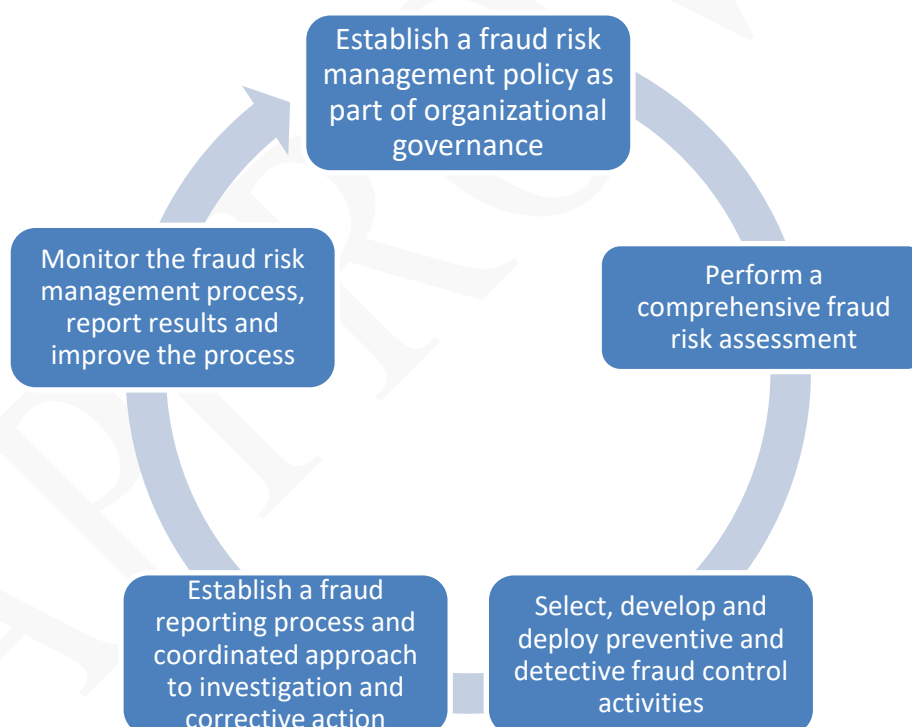 Establish a fraud risk
management policy as
part of organizational
governance
Perform a
comprehensive fraud
risk assessment
Select, develop and
deploy preventive and
detective fraud control
activities
Establish a fraud
reporting process and
coordinated approach
to investigation and
corrective action
Monitor the fraud risk
management process,
report results and
improve the process